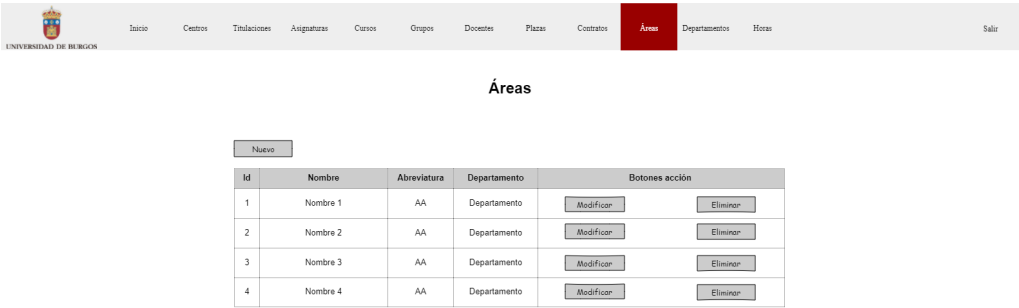 Inicio Centros Titulaciones Asignaturas Cursos Grupos Docentes Plazas Contratos Áreas Departamentos Horas Salir
UNIVERSIDAD DE BURGOS
Áreas
Nuevo
Id Nombre Abreviatura Departamento Botones acción
1 Nombre 1 AA Departamento Modificar Eliminar
2 Nombre 2 AA Departamento Modificar Eliminar
3 Nombre 3 AA Departamento Modificar Eliminar
4 Nombre 4 AA Departamento Modificar Eliminar